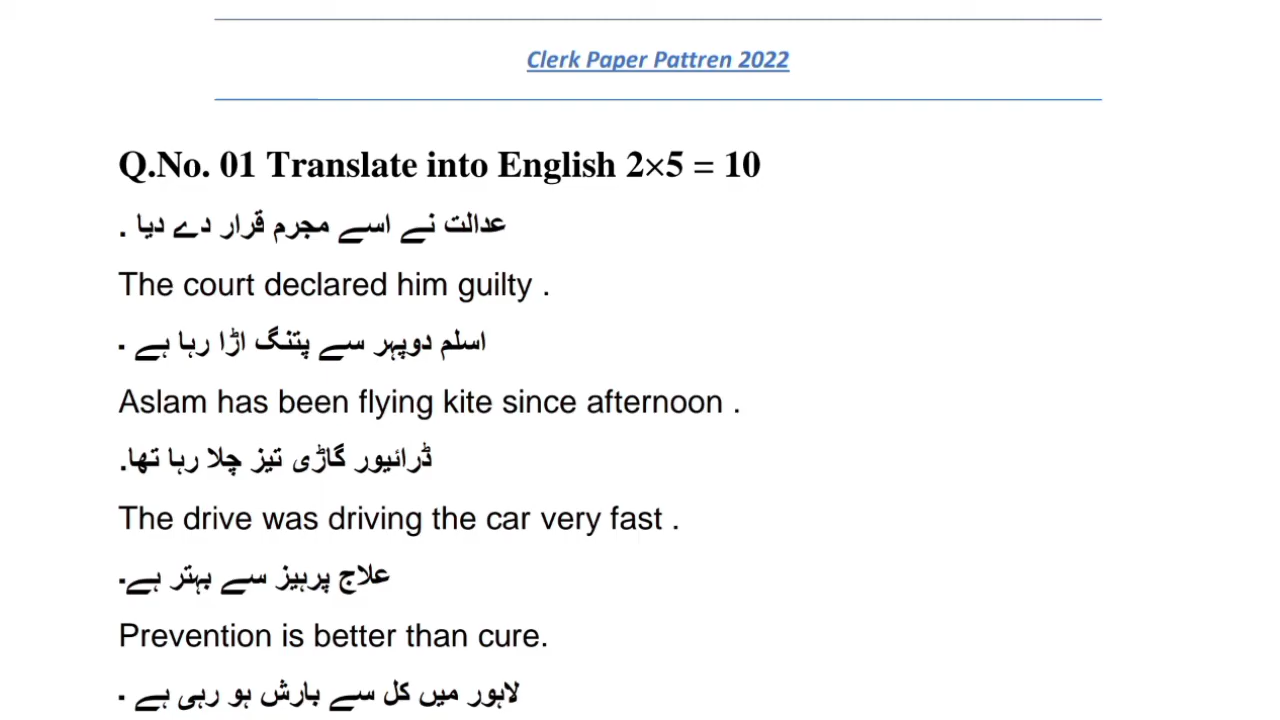 Clerk Paper Pattren 2022
Q.No. 01 Translate into English 2×5 = 10
عدالت نے اسے مجرم قرار دے دیا .
The court declared him guilty .
اسلم دوپہر سے پتنگ اڑا رہا ہے ۔
Aslam has been flying kite since afternoon .
ڈرائیور گاڑی تیز چلا رہا تھا.
The drive was driving the car very fast .
علاج پرہیز سے بہتر ہے۔
Prevention is better than cure.
لاہور میں کل سے بارش ہو رہی ہے ۔